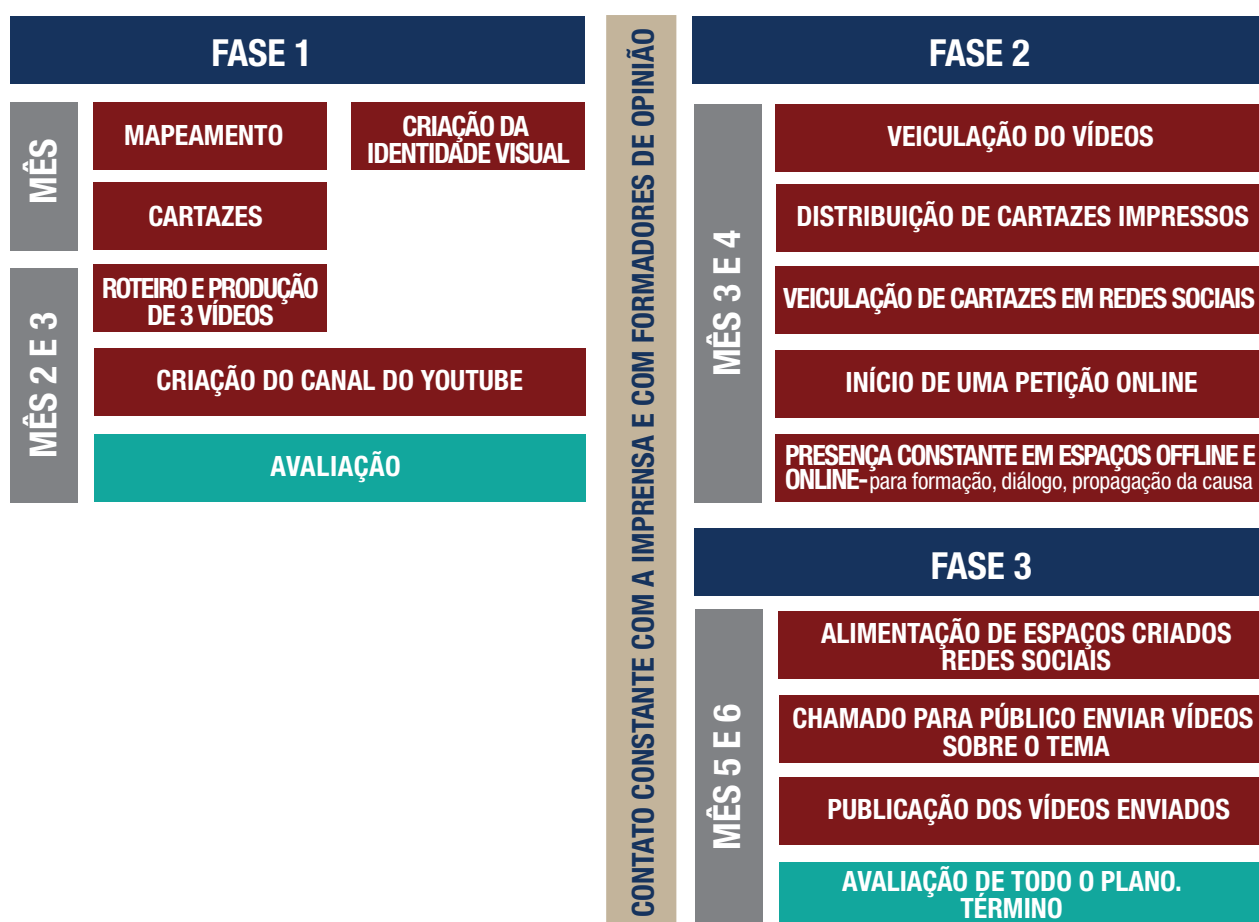 FASE 1
MÊS
MAPEAMENTO
CRIAÇÃO DA
IDENTIDADE VISUAL
CARTAZES
MÊS 2 E 3
ROTEIRO E PRODUÇÃO
DE 3 VÍDEOS
CRIAÇÃO DO CANAL DO YOUTUBE
AVALIAÇÃO
CONTATO CONSTANTE COM A IMPRENSA E COM FORMADORES DE OPINIÃO
FASE 2
MÊS 3 E 4
VEICULAÇÃO DO VÍDEOS
DISTRIBUIÇÃO DE CARTAZES IMPRESSOS
VEICULAÇÃO DE CARTAZES EM REDES SOCIAIS
INÍCIO DE UMA PETIÇÃO ONLINE
PRESENÇA CONSTANTE EM ESPAÇOS OFFLINE E
ONLINE-para formação, diálogo, propagação da causa
FASE 3
MÊS 5 E 6
ALIMENTAÇÃO DE ESPAÇOS CRIADOS
REDES SOCIAIS
CHAMADO PARA PÚBLICO ENVIAR VÍDEOS
SOBRE O TEMA
PUBLICAÇÃO DOS VÍDEOS ENVIADOS
AVALIAÇÃO DE TODO O PLANO.
TÉRMINO